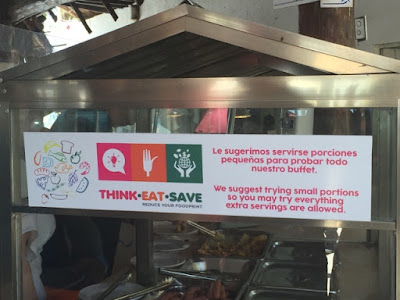 Le sugerimos servirse porciones
pequeñas para probar todo
nuestro buffet.
We suggest trying small portions
so you may try everything
extra servings are allowed.
THINK•EAT•SAVE
REDUCE YOUR FOODPRINT